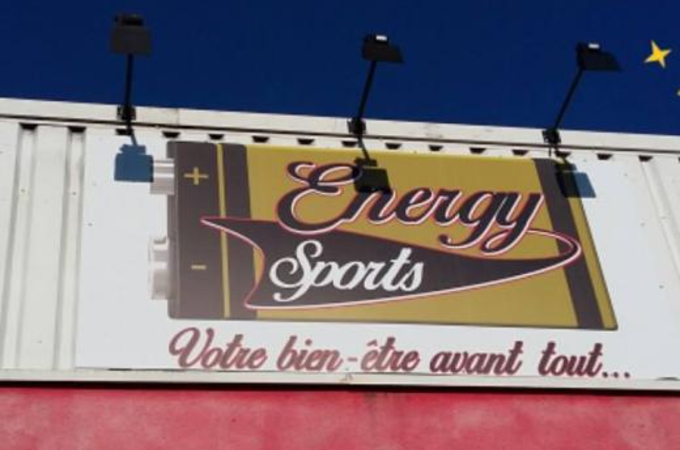 +
Energy
-
Sports
Votre bien-être avant tout...